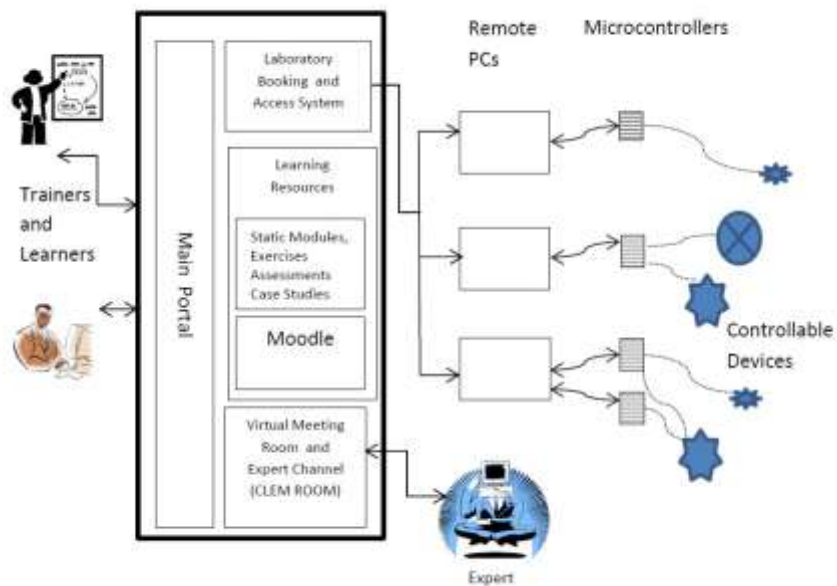 Remote
PCs
Microcontrollers
Laboratory
Booking and
Access System
Trainers
and
Learners
Main Portal
Learning
Resources
Static Modules,
Exercises
Assessments
Case Studies
Moodle
Controllable
Devices
Virtual Meeting
Room and
Expert Channel
(CLEM ROOM)
Expert